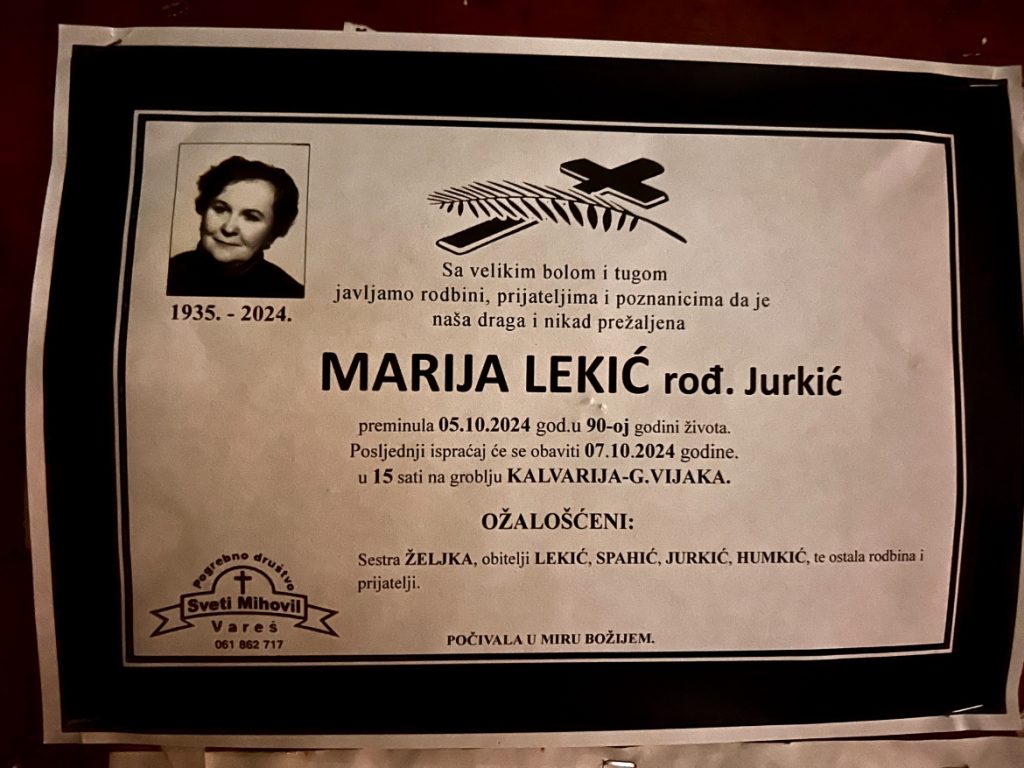 1935. - 2024.
Sa velikim bolom i tugom
javljamo rodbini, prijateljima i poznanicima da je
naša draga i nikad prežaljena
MARIJA LEKIĆ rođ. Jurkić
preminula 05.10.2024 god.u 90-oj godini života.
Posljednji ispraćaj će se obaviti 07.10.2024 godine.
u 15 sati na groblju KALVARIJA-G.VIJAKA.
OŽALOŠĆENI:
Sestra ŽELJKA, obitelji LEKIĆ, SPAHIĆ, JURKIĆ, HUMKIĆ, te ostala rodbina i
prijatelji.
Pogrebno društvo
Sveti Mihovil
Vareš
061 862 717
POČIVALA U MIRU BOŽIJEM.